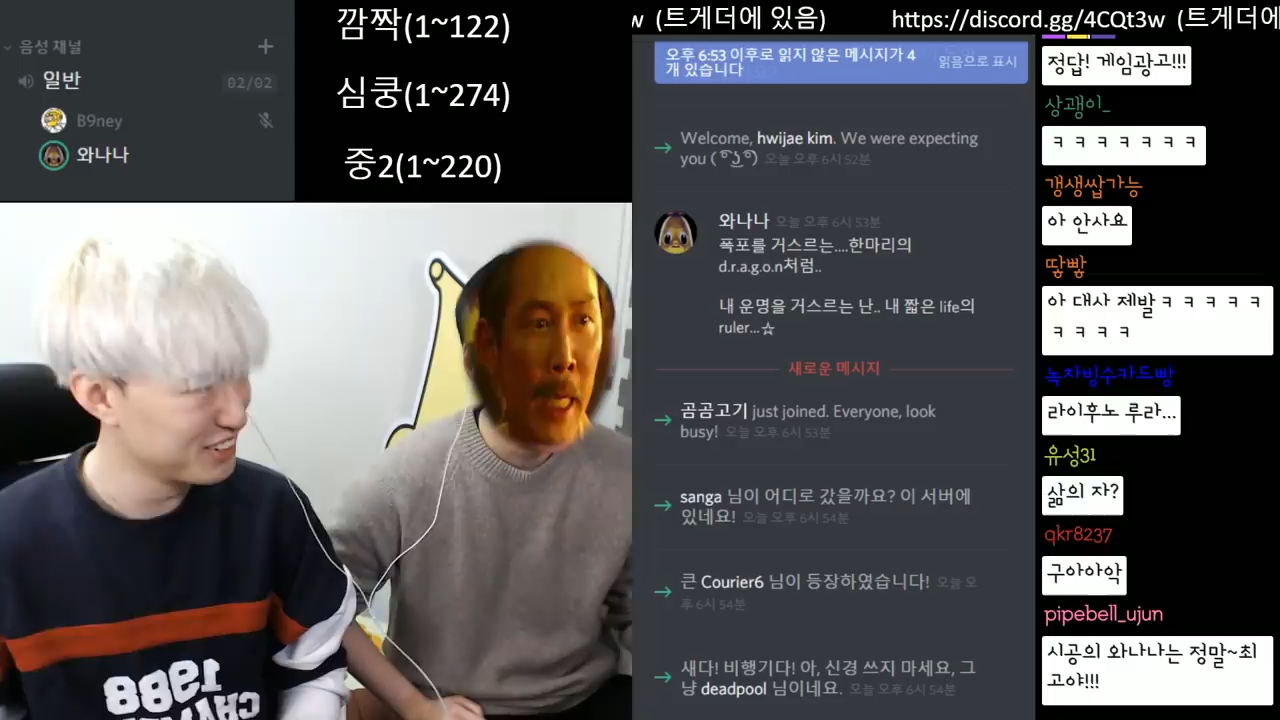 음성 채널
일반
02/02
B9ney
와나나
깜짝(1~122)
심쿵(1~274)
중2(1~220)
w (트게더에 있음)
https://discord.gg/4CQt3w (트게더에
오후 6:53 이후로 읽지 않은 메시지가 4
개 있습니다
읽음으로 표시
Welcome, hwijae kim. We were expecting
you ( ͡° ͜ʖ ͡°) 오늘 오후 6시 52분
와나나 오늘 오후 6시 53분
폭포를 거스르는....한마리의
d.r.a.g.o.n처럼..
내 운명을 거스르는 난.. 내 짧은 life의
ruler...☆
새로운 메시지
곰곰고기 just joined. Everyone, look
busy! 오늘 오후 6시 53분
sanga 님이 어디로 갔을까요? 이 서버에
있네요! 오늘 오후 6시 54분
큰 Courier6 님이 등장하였습니다! 오늘 오
후 6시 54분
새다! 비행기다! 아, 신경 쓰지 마세요, 그
냥 deadpool 님이네요. 오늘 오후 6시 54분
정답! 게임광고!!!
상괭이_
ㅋ ㅋ ㅋ ㅋ ㅋ ㅋ ㅋ
갱생쌉가능
아 안사요
땋빵
아 대사 제발ㅋ ㅋ ㅋ ㅋ ㅋ
ㅋ ㅋ ㅋ ㅋ
녹차빙수카드빵
라이후노 루라...
유성31
삶의 자?
qkr8237
구아아악
pipebell_ujun
시공의 와나나는 정말~최
고야!!!
1988